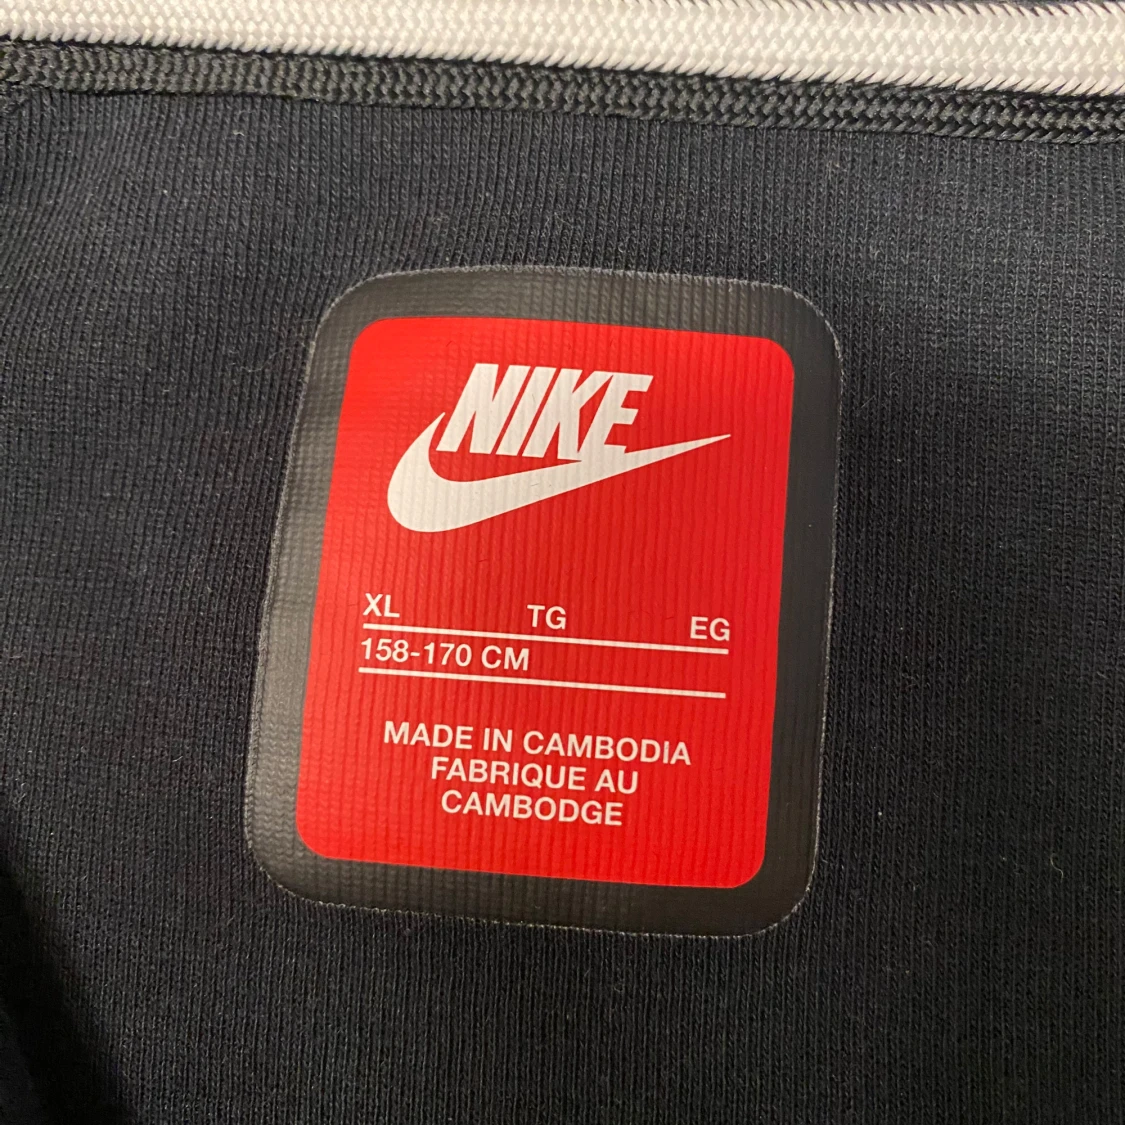 NIKE
XL TG EG
158-170 CM
MADE IN CAMBODIA
FABRIQUE AU
CAMBODGE